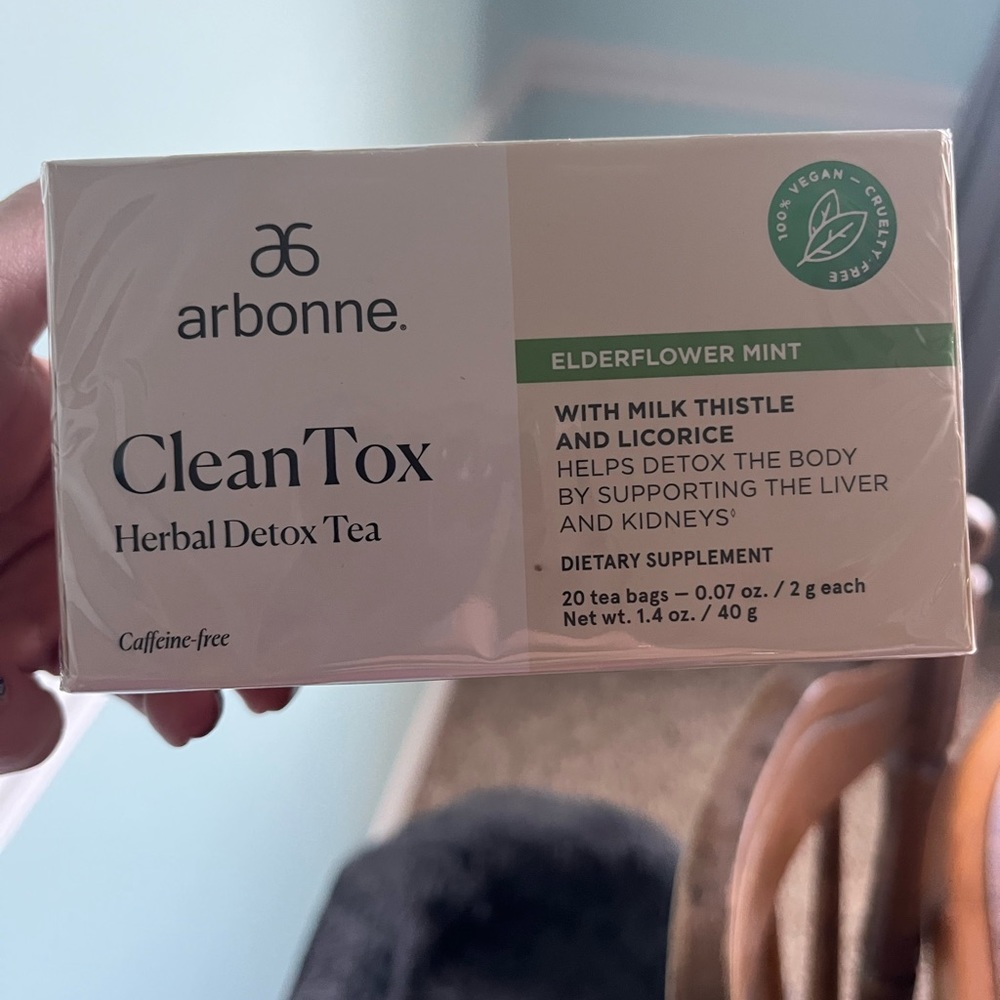 arbonne.
CleanTox
Herbal Detox Tea
Caffeine-free
100% VEGAN — CRUELTY-FREE
ELDERFLOWER MINT
WITH MILK THISTLE
AND LICORICE
HELPS DETOX THE BODY
BY SUPPORTING THE LIVER
AND KIDNEYS◊
DIETARY SUPPLEMENT
20 tea bags — 0.07 oz. / 2 g each
Net wt. 1.4 oz. / 40 g